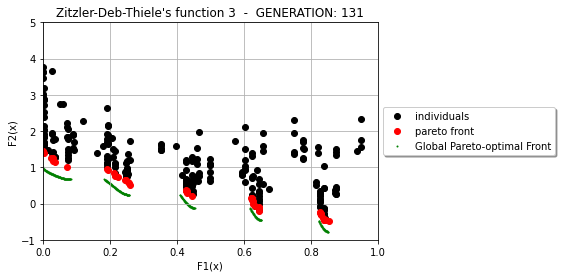 Zitzler-Deb-Thiele's function 3 - GENERATION: 131
5
4
3
2
1
0
−1
F2(x)
0.0 0.2 0.4 0.6 0.8 1.0
F1(x)
individuals
pareto front
Global Pareto-optimal Front